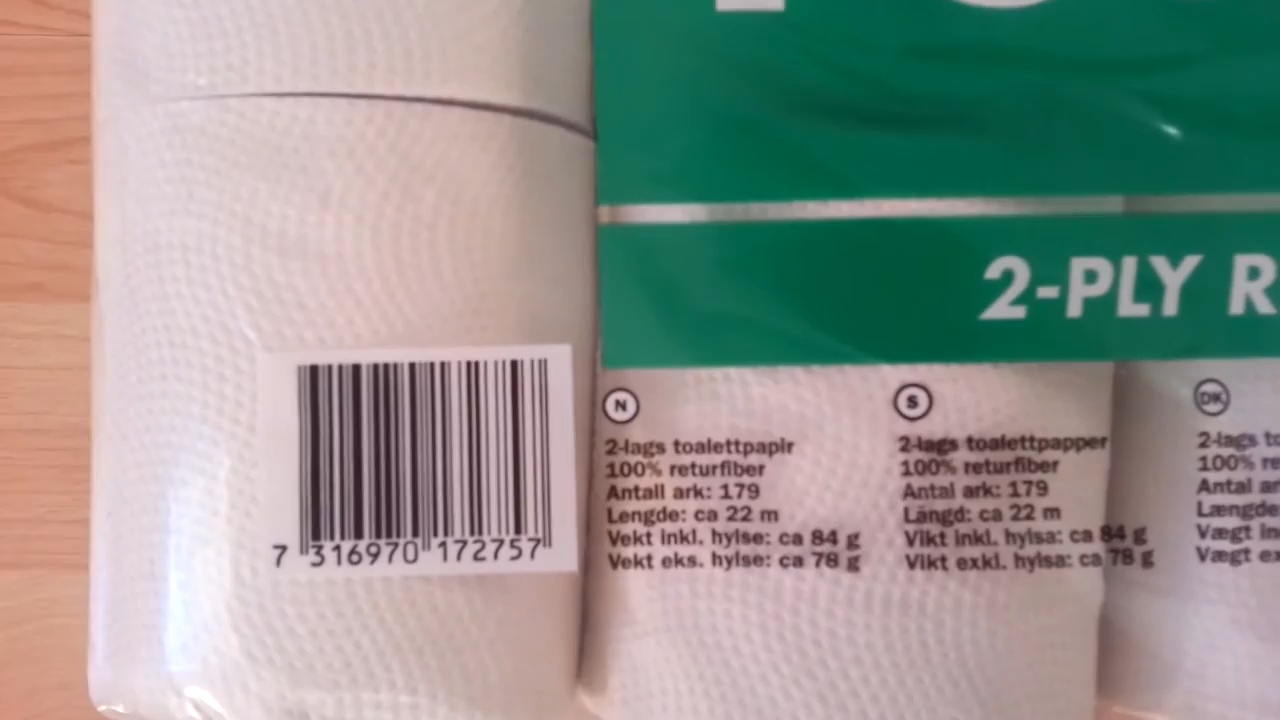 2-PLY R
N
2-lags toalettpapir
100% returfiber
Antall ark: 179
Lengde: ca 22 m
Vekt inkl. hylse: ca 84 g
Vekt eks. hylse: ca 78 g
S
2-lags toalettpapper
100% returfiber
Antal ark: 179
Längd: ca 22 m
Vikt inkl. hylsa: ca 84 g
Vikt exkl. hylsa: ca 78 g
DK
2-lags to
100% re
Antal ar
Længde
Vægt in
Vægt ex
7 316970 172757